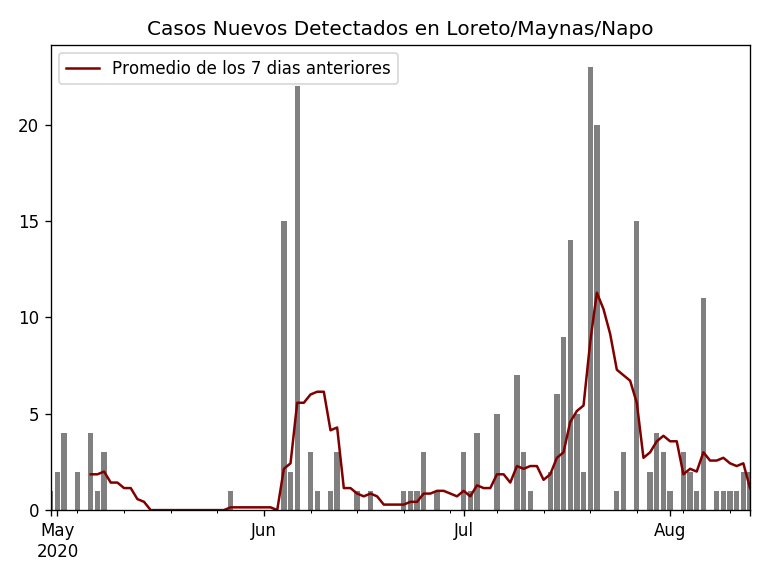 Casos Nuevos Detectados en Loreto/Maynas/Napo
Promedio de los 7 dias anteriores
20
15
10
5
0
May Jun Jul Aug
2020